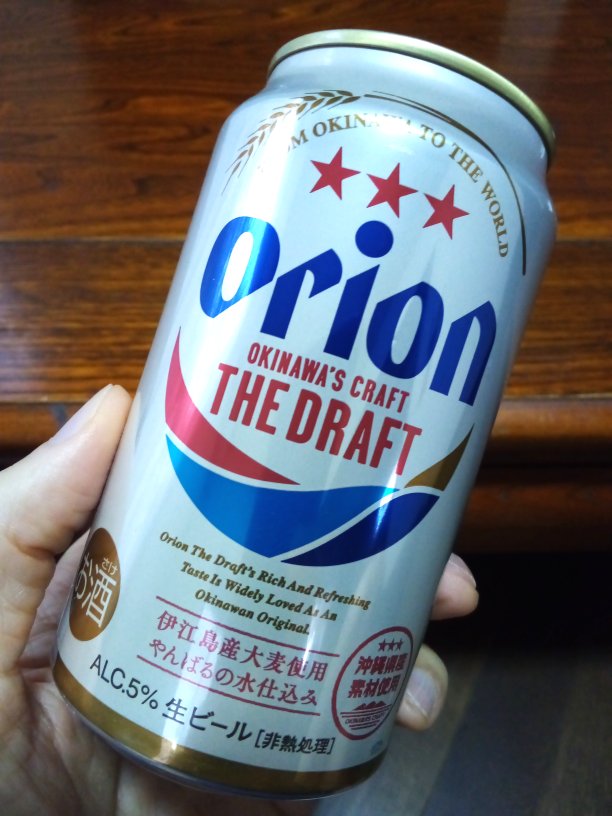 OKINAWA TO THE WORLD
Orion
OKINAWA'S CRAFT
THE DRAFT
Orion The Draft's Rich And Refreshing
Taste Is Widely Loved As An
Okinawan Original.
さけ
お酒
伊江島産大麦使用
やんばるの水仕込み
沖縄県産
素材使用
ALC.5% 生ビール [非熱処理]